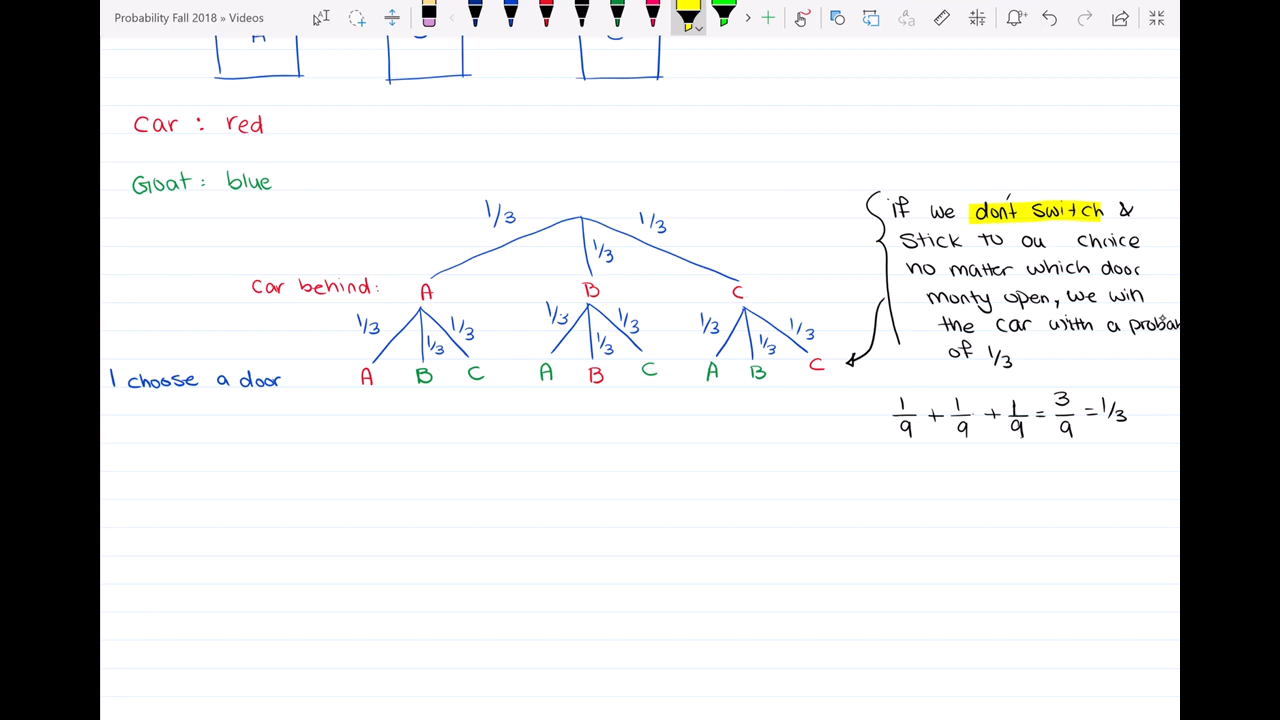 Probability Fall 2018 » Videos
A
Car : red
Goat : blue
1/3 1/3 1/3
Car behind: A B C
1/3 1/3 1/3 1/3 1/3 1/3 1/3 1/3 1/3
I choose a door A B C A B C A B C
if we don't switch &
Stick to ou choice
no matter which door
monty open, we win
the car with a probab
of 1/3
1/9 + 1/9 + 1/9 = 3/9 = 1/3